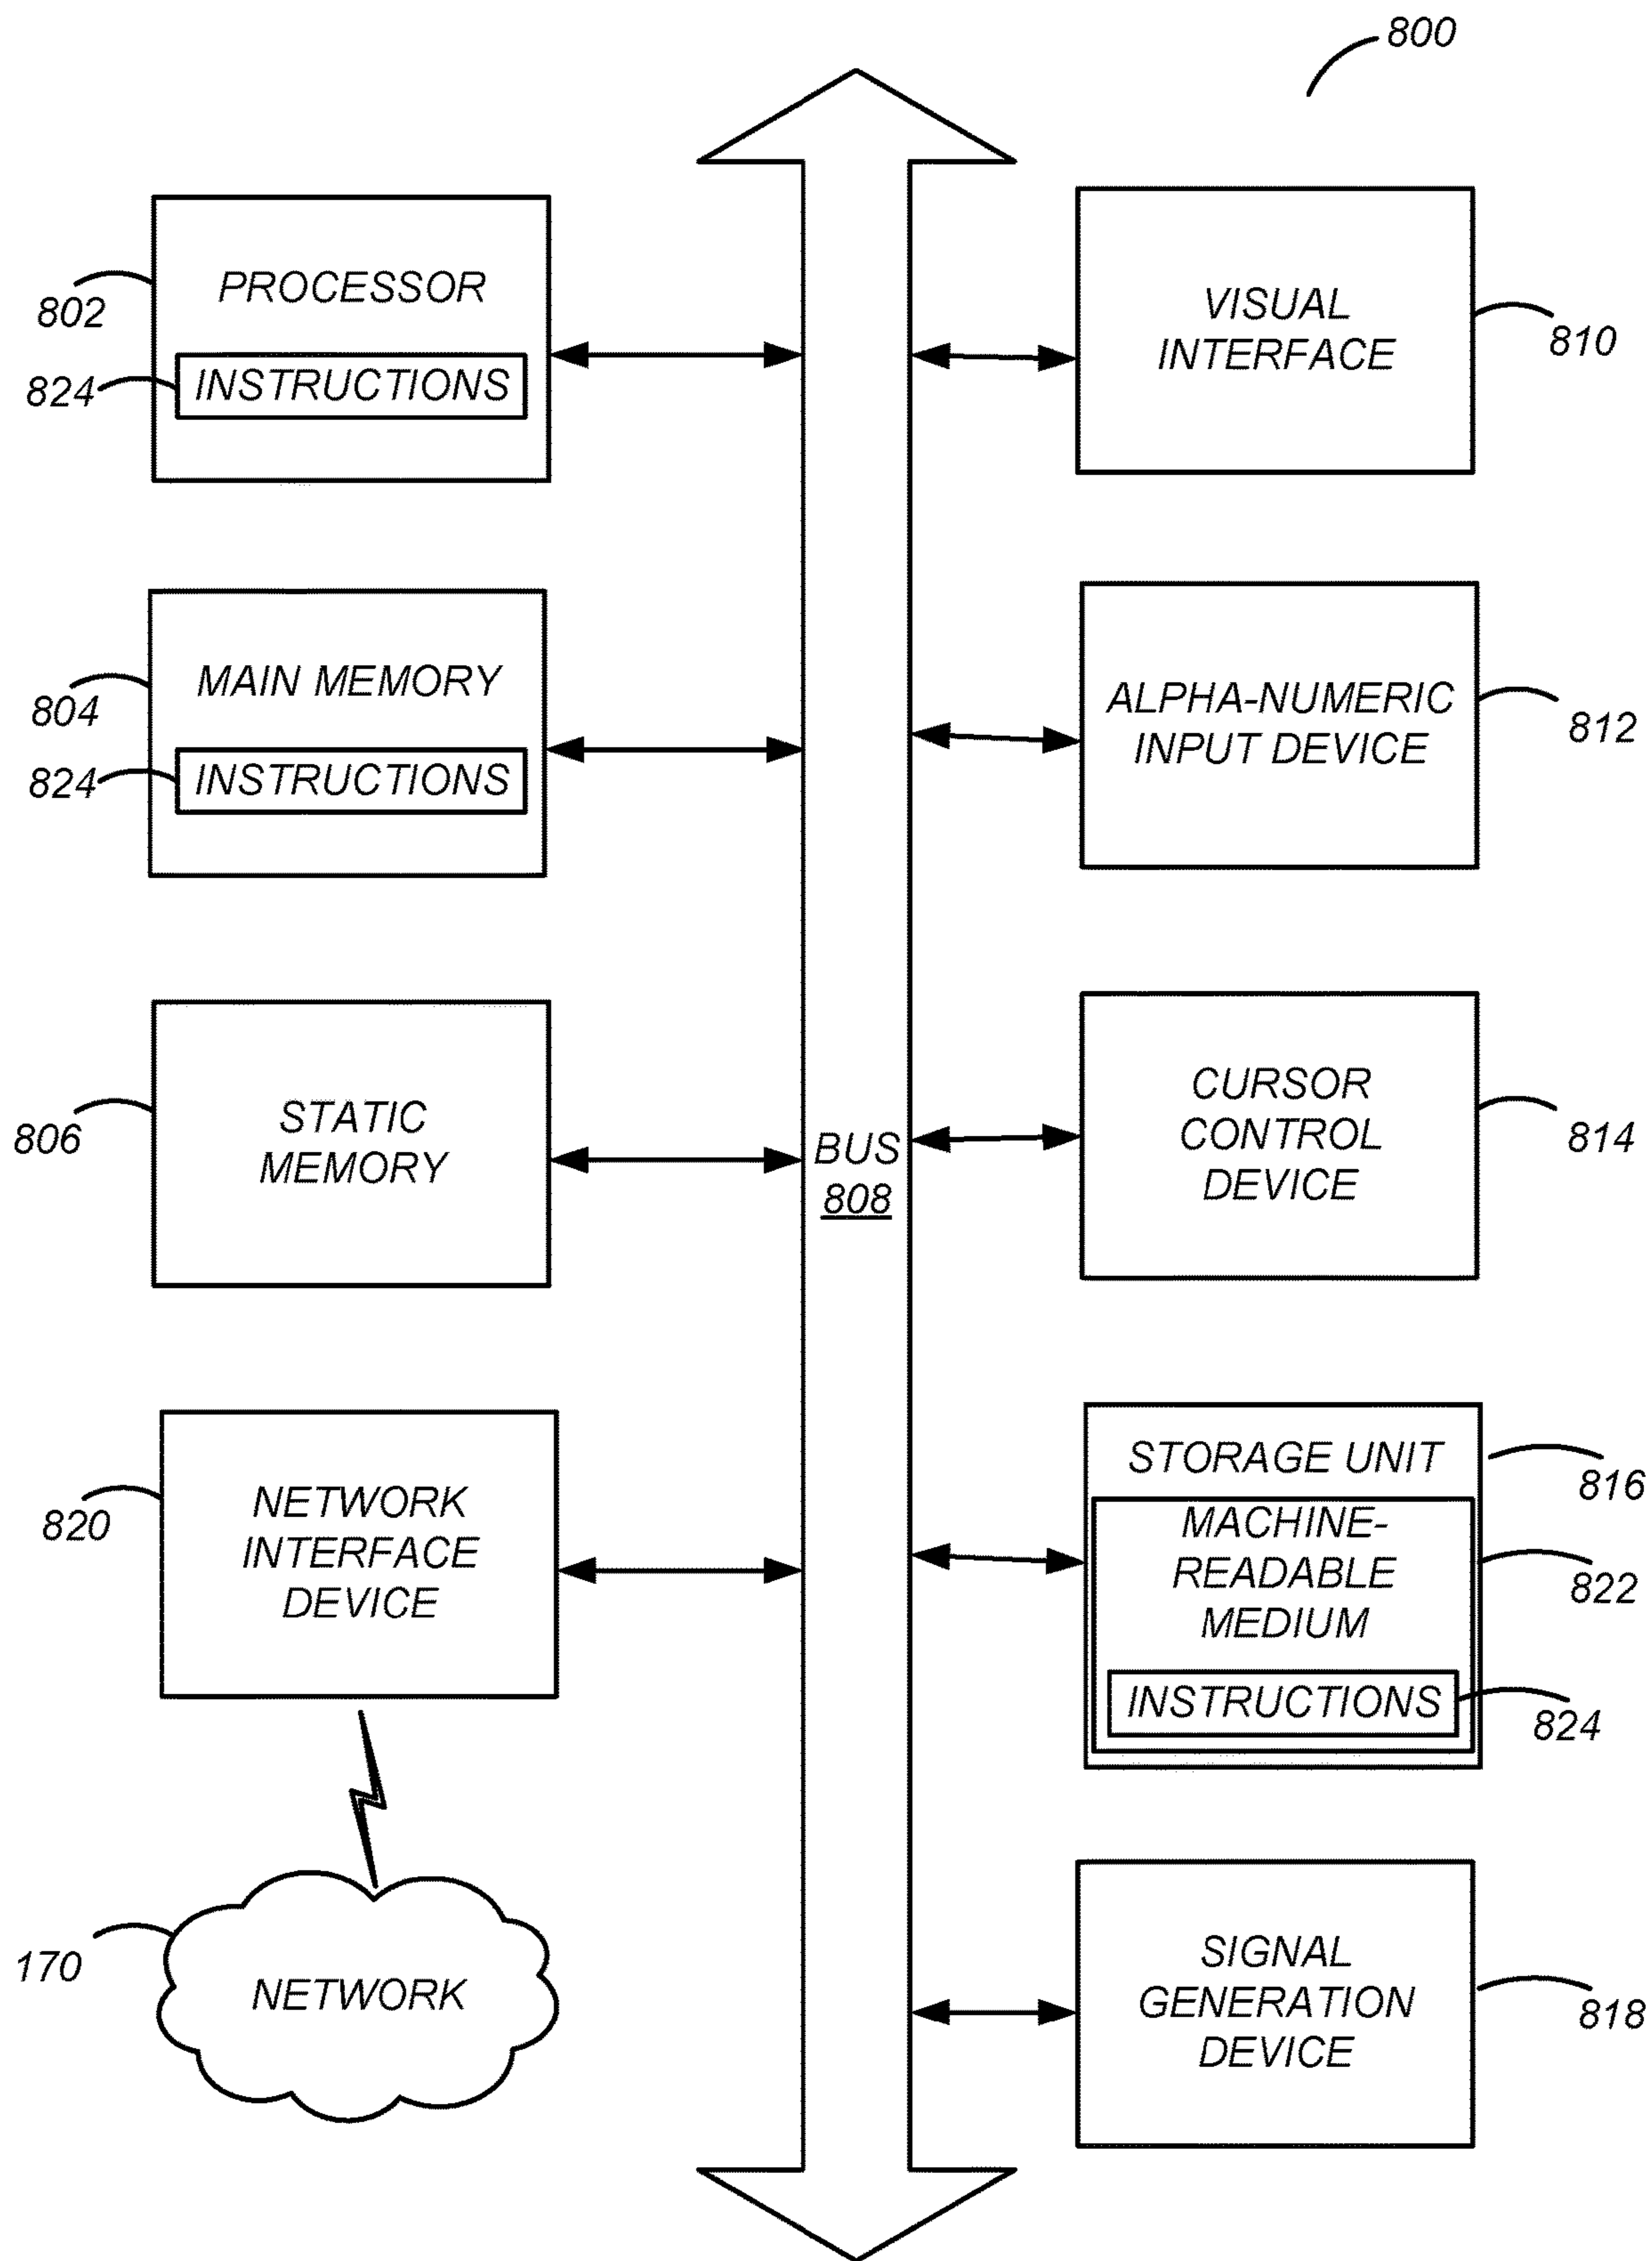 800
PROCESSOR
802
824
INSTRUCTIONS
MAIN MEMORY
804
824
INSTRUCTIONS
STATIC
MEMORY
806
NETWORK
INTERFACE
DEVICE
820
170
NETWORK
BUS
808
VISUAL
INTERFACE
810
ALPHA-NUMERIC
INPUT DEVICE
812
CURSOR
CONTROL
DEVICE
814
STORAGE UNIT
816
MACHINE-
READABLE
MEDIUM
822
INSTRUCTIONS
824
SIGNAL
GENERATION
DEVICE
818